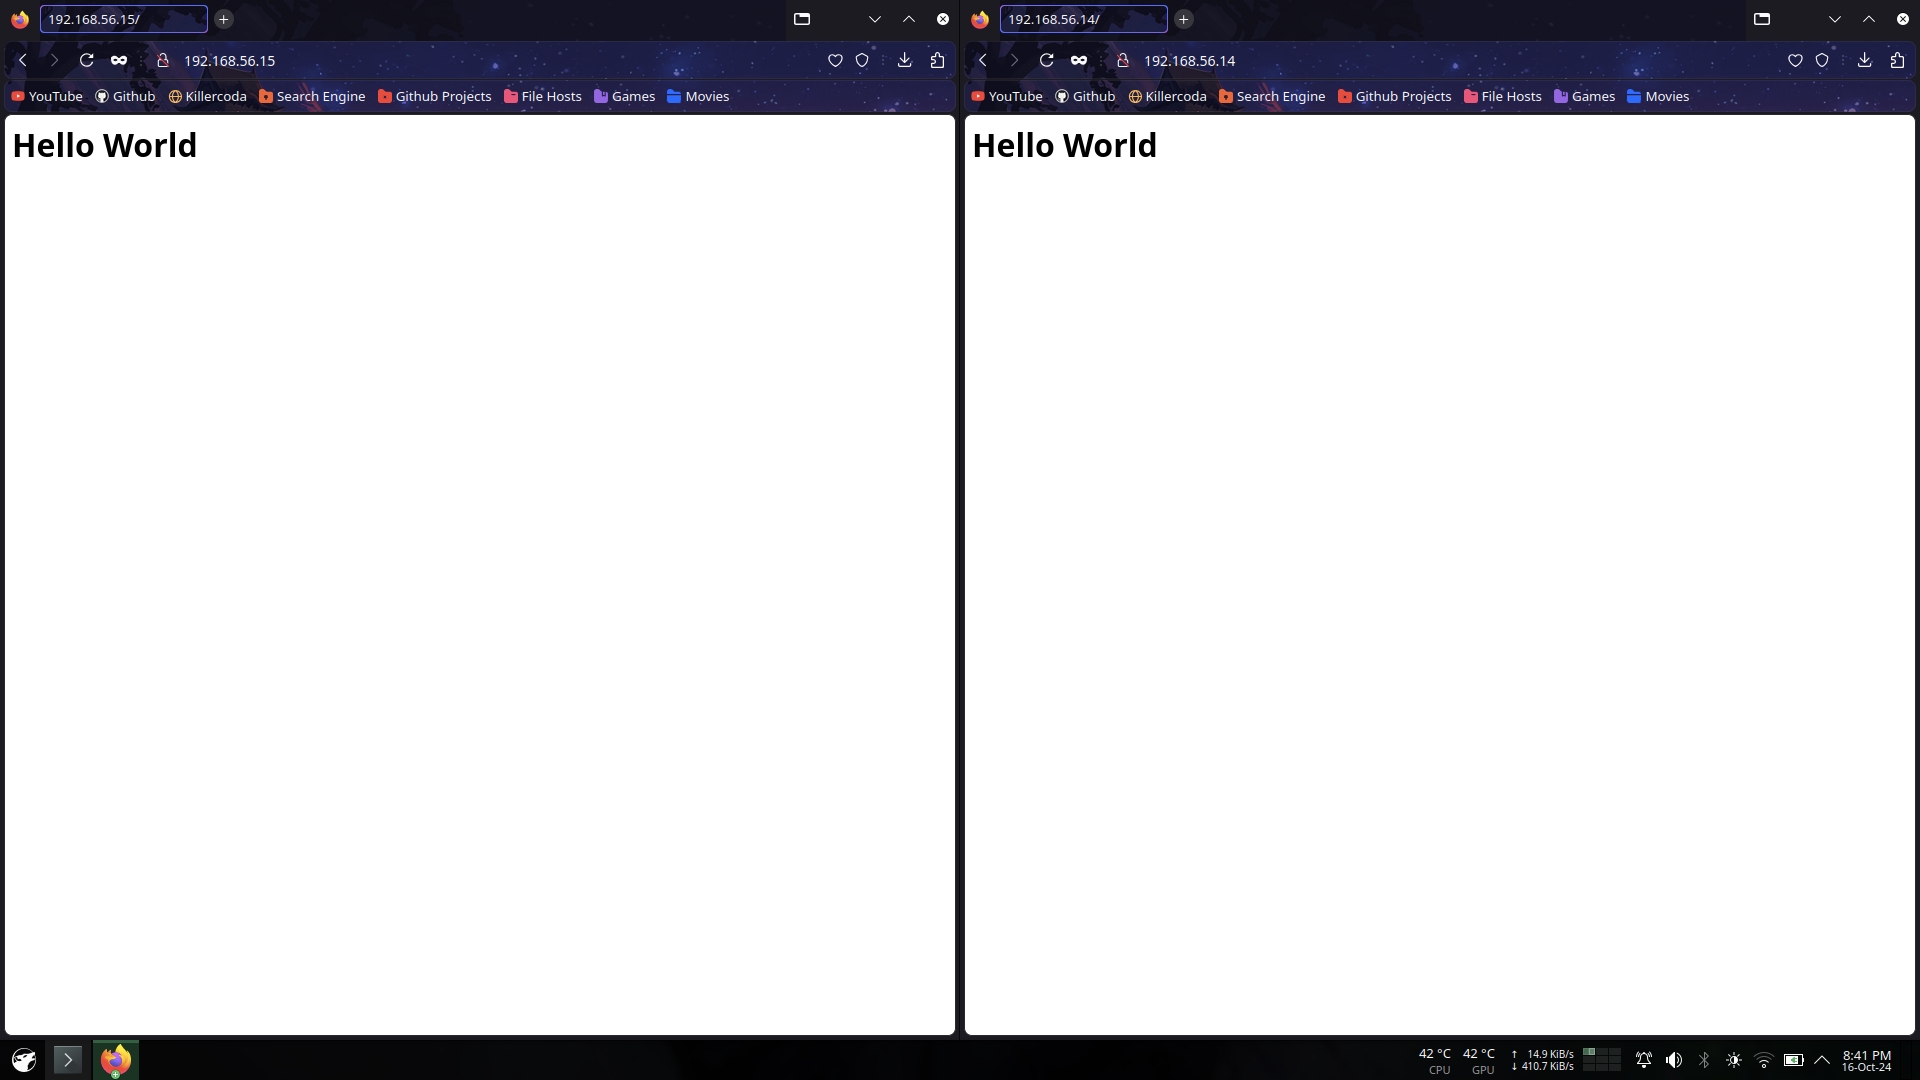 192.168.56.15/
192.168.56.15
YouTube Github Killercoda Search Engine Github Projects File Hosts Games Movies
Hello World
192.168.56.14/
192.168.56.14
YouTube Github Killercoda Search Engine Github Projects File Hosts Games Movies
Hello World
42 °C 42 °C ↑ 14.9 KiB/s
CPU GPU ↓ 410.7 KiB/s
8:41 PM
16-Oct-24